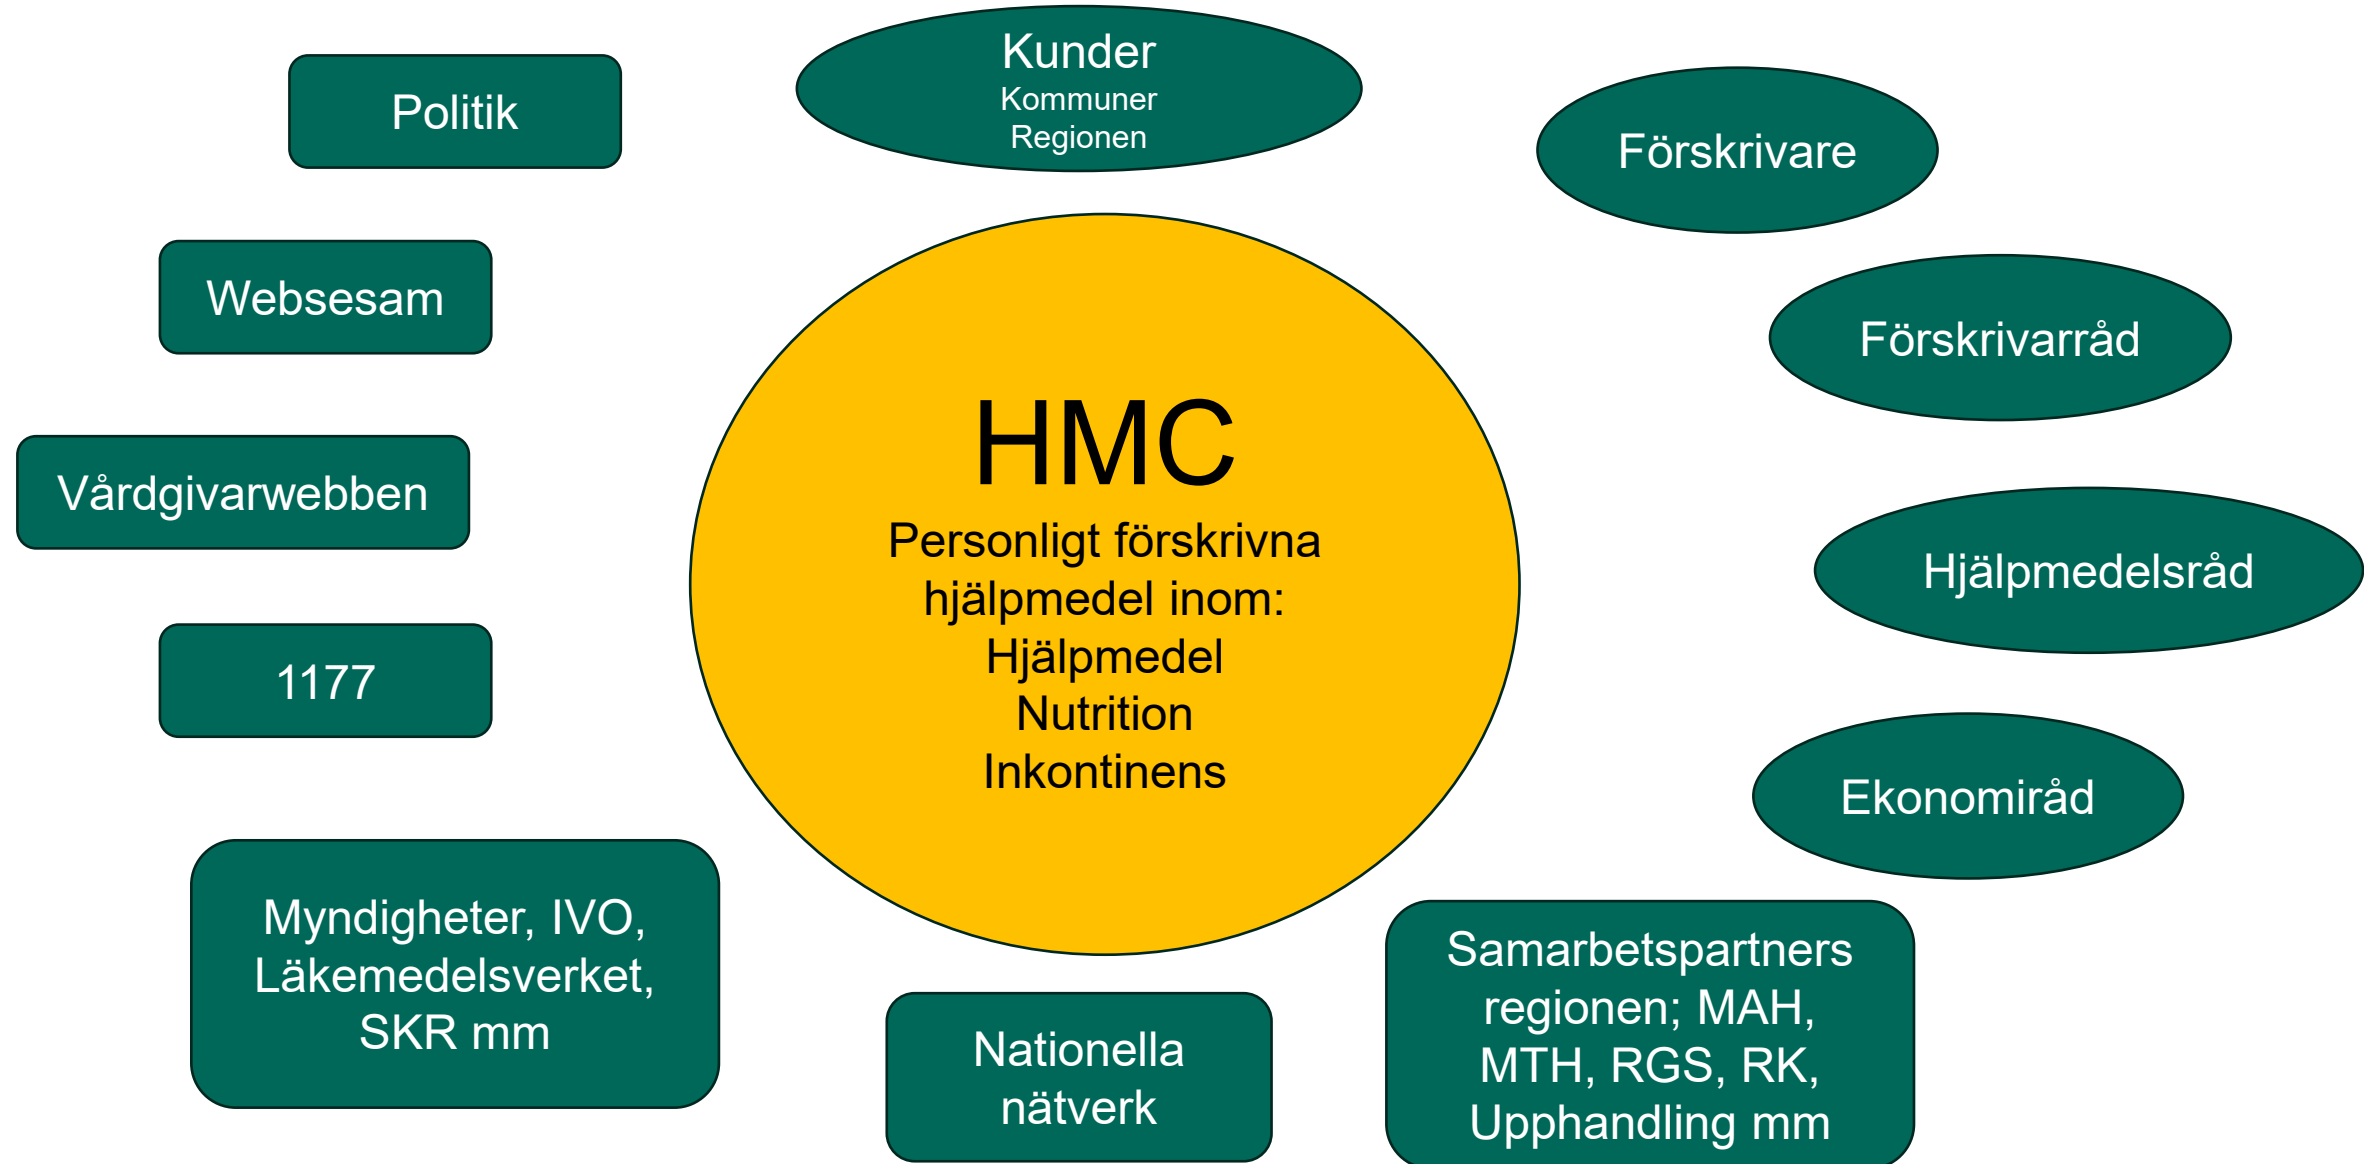 Kunder
Kommuner
Regionen
Politik
Förskrivare
Websesam
Förskrivarråd
HMC
Personligt förskrivna
hjälpmedel inom:
Hjälpmedel
Nutrition
Inkontinens
Vårdgivarwebben
Hjälpmedelsråd
1177
Ekonomiråd
Myndigheter, IVO,
Läkemedelsverket,
SKR mm
Nationella
nätverk
Samarbetspartners
regionen; MAH,
MTH, RGS, RK,
Upphandling mm